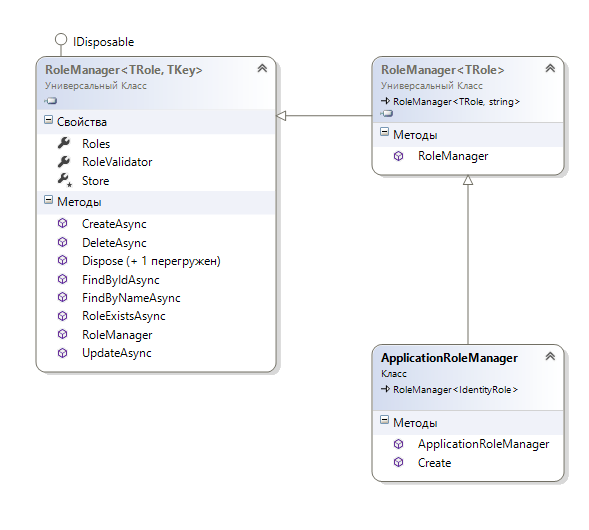 IDisposable
RoleManager<TRole, TKey>
Универсальный Класс
Свойства
Roles
RoleValidator
Store
Методы
CreateAsync
DeleteAsync
Dispose (+ 1 перегружен)
FindByIdAsync
FindByNameAsync
RoleExistsAsync
RoleManager
UpdateAsync
RoleManager<TRole>
Универсальный Класс
RoleManager<TRole, string>
Методы
RoleManager
ApplicationRoleManager
Класс
RoleManager<IdentityRole>
Методы
ApplicationRoleManager
Create